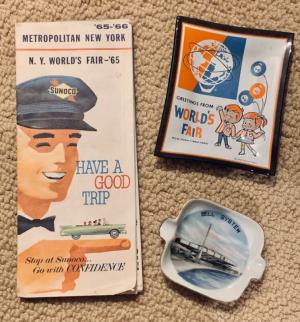 '65-'66
METROPOLITAN NEW YORK
N. Y. WORLD'S FAIR-'65
SUNOCO
HAVE A
GOOD
TRIP
Stop at Sunoco...
Go with CONFIDENCE
GREETINGS FROM
WORLD'S
FAIR
BELL SYSTEM